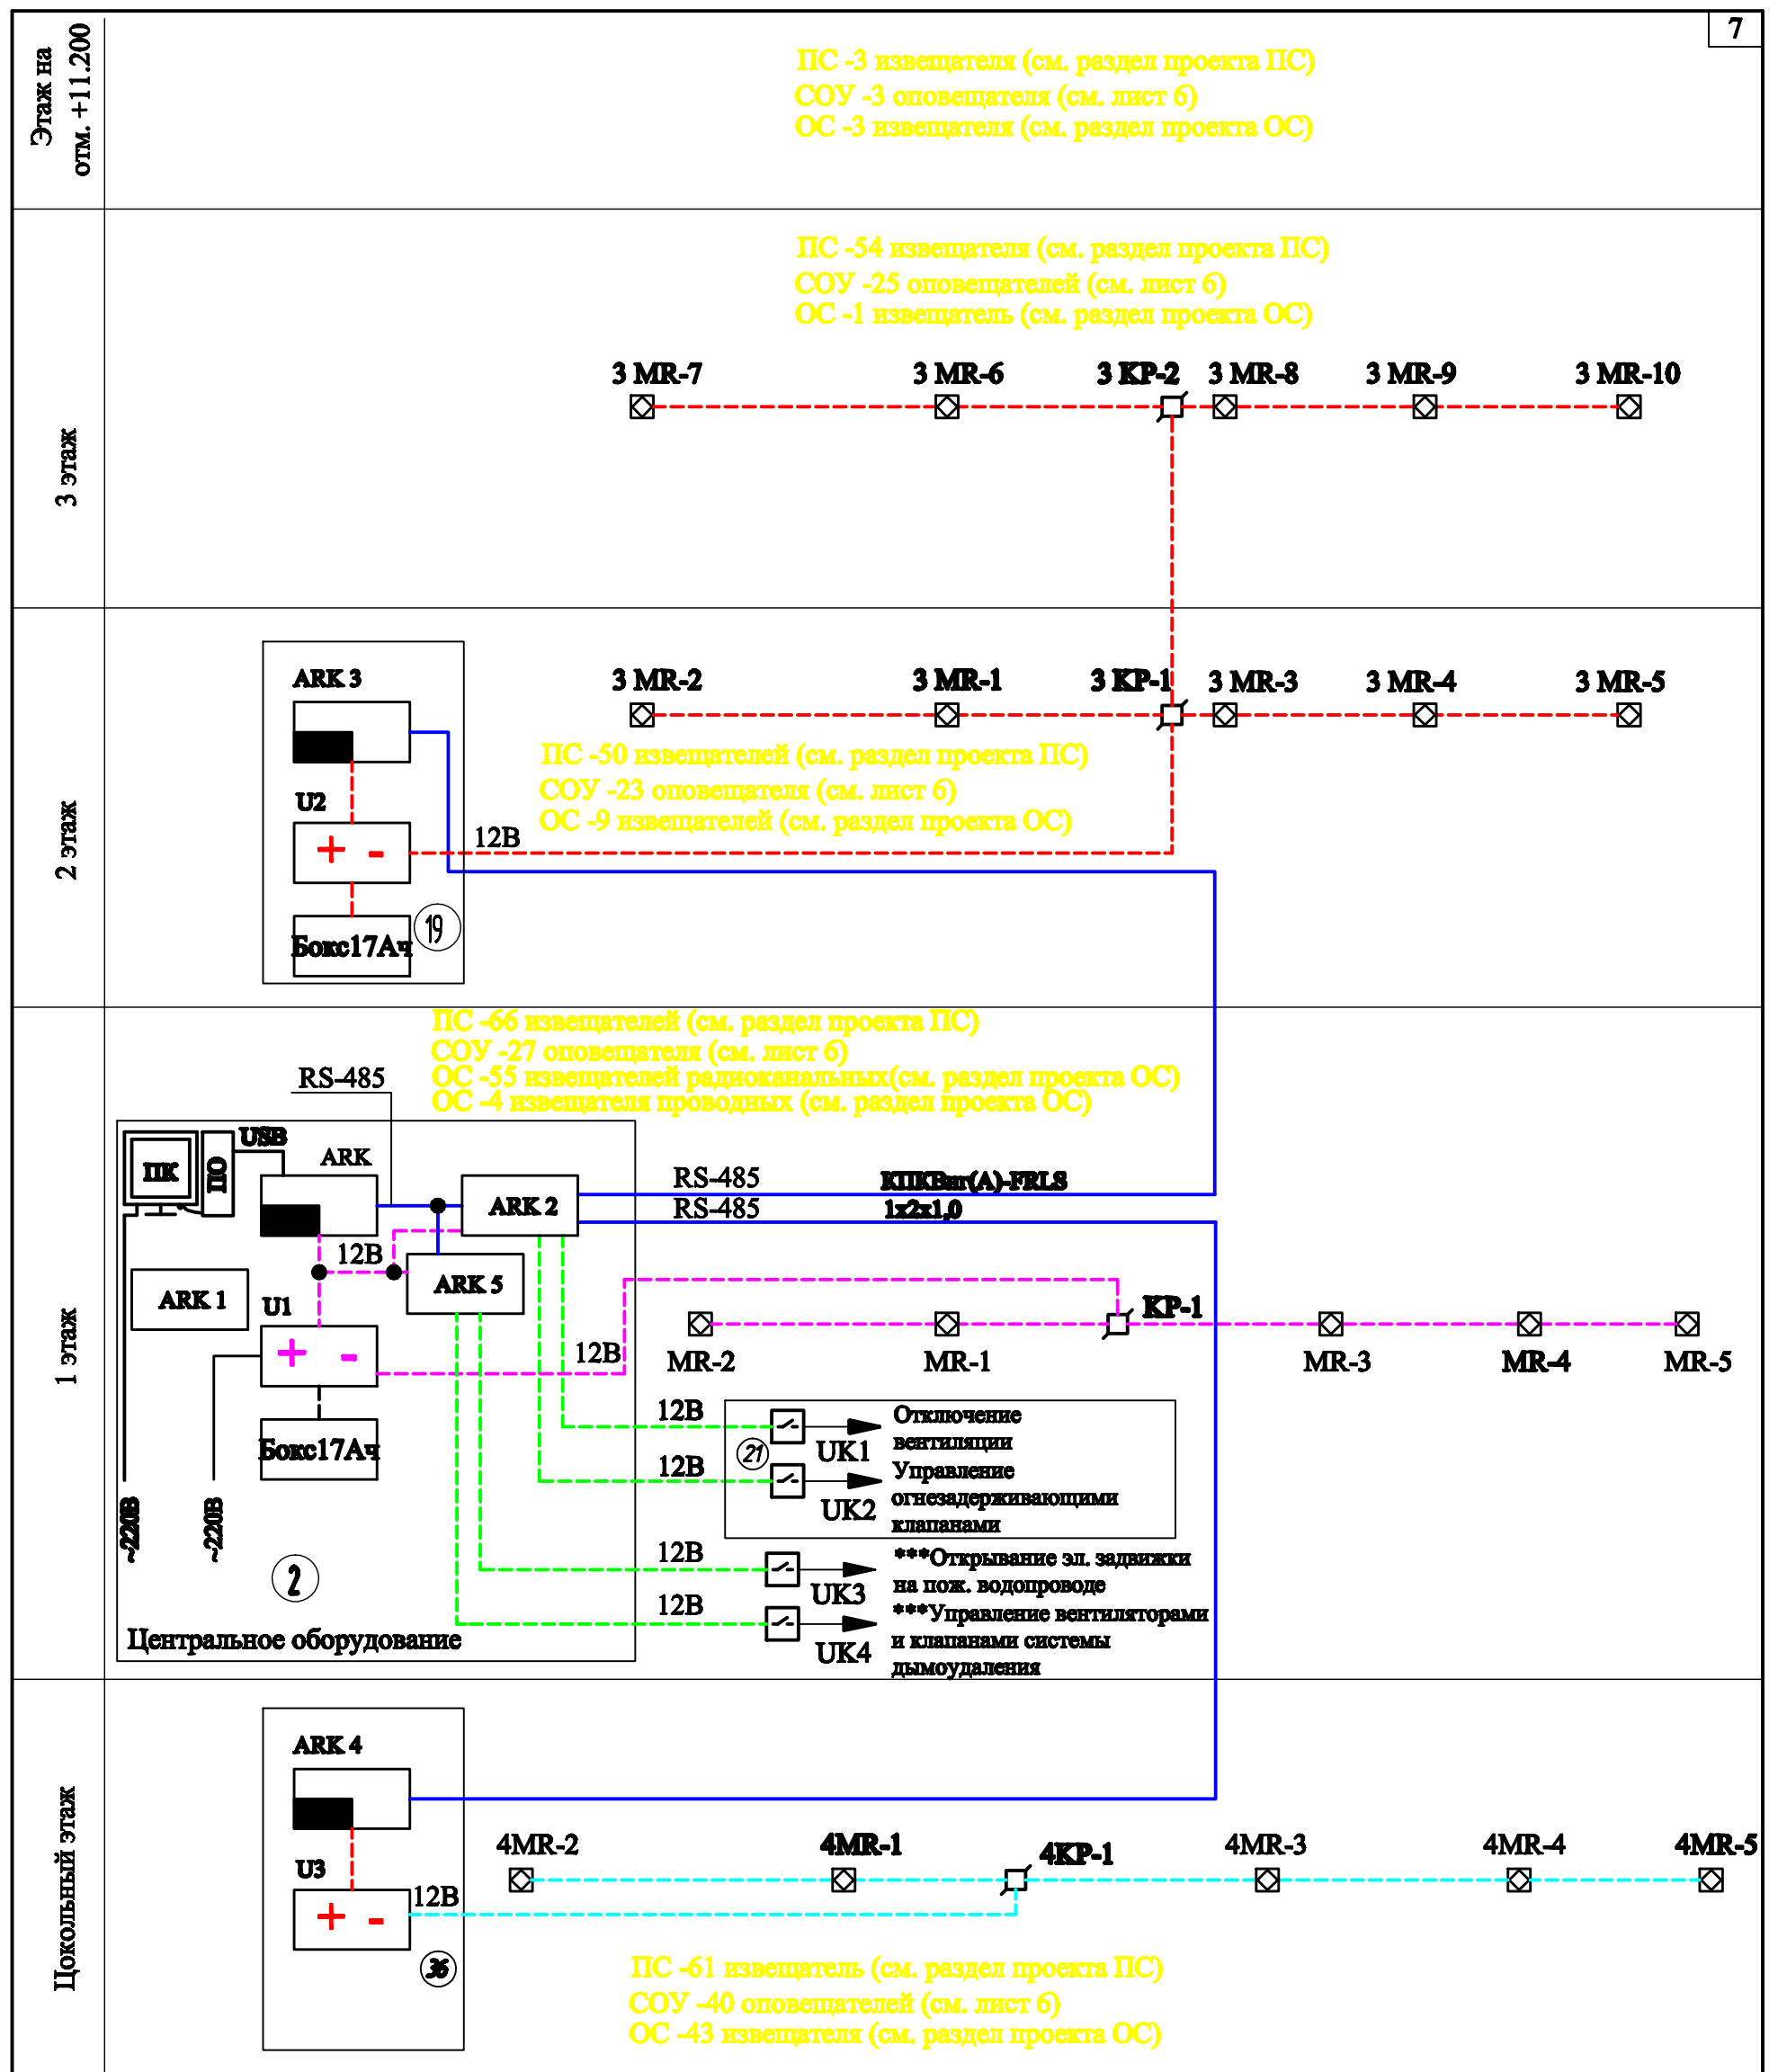 7
Этаж на
отм. +11.200
ПС -3 извещателя (см. раздел проекта ПС)
СОУ -3 оповещателя (см. лист 6)
ОС -3 извещателя (см. раздел проекта ОС)
3 этаж
ПС -54 извещателя (см. раздел проекта ПС)
СОУ -25 оповещателей (см. лист 6)
ОС -1 извещатель (см. раздел проекта ОС)
3 MR-7 3 MR-6 3 KP-2 3 MR-8 3 MR-9 3 MR-10
2 этаж
ARK 3
3 MR-2 3 MR-1 3 KP-1 3 MR-3 3 MR-4 3 MR-5
ПС -50 извещателей (см. раздел проекта ПС)
СОУ -23 оповещателя (см. лист 6)
ОС -9 извещателей (см. раздел проекта ОС)
U2
+ -
12В
Бокс17Ач
19
1 этаж
ПС -66 извещателей (см. раздел проекта ПС)
СОУ -27 оповещателя (см. лист 6)
ОС -55 извещателей радиоканальных(см. раздел проекта ОС)
ОС -4 извещателя проводных (см. раздел проекта ОС)
RS-485
ПК
ПО
USB
ARK
ARK 2
RS-485
КПКВнг(А)-FRLS
RS-485
1x2x1,0
12В
ARK 5
ARK 1
U1
+ -
12В
KP-1
MR-2 MR-1 MR-3 MR-4 MR-5
Бокс17Ач
~220В
~220В
2
Центральное оборудование
12В
21
UK1
Отключение
вентиляции
12В
UK2
Управление
огнезадерживающими
клапанами
12В
UK3
***Открывание эл. задвижки
на пож. водопроводе
12В
UK4
***Управление вентиляторами
и клапанами системы
дымоудаления
Цокольный этаж
ARK 4
U3
+ -
12В
36
4MR-2 4MR-1 4KP-1 4MR-3 4MR-4 4MR-5
ПС -61 извещатель (см. раздел проекта ПС)
СОУ -40 оповещателей (см. лист 6)
ОС -43 извещателя (см. раздел проекта ОС)